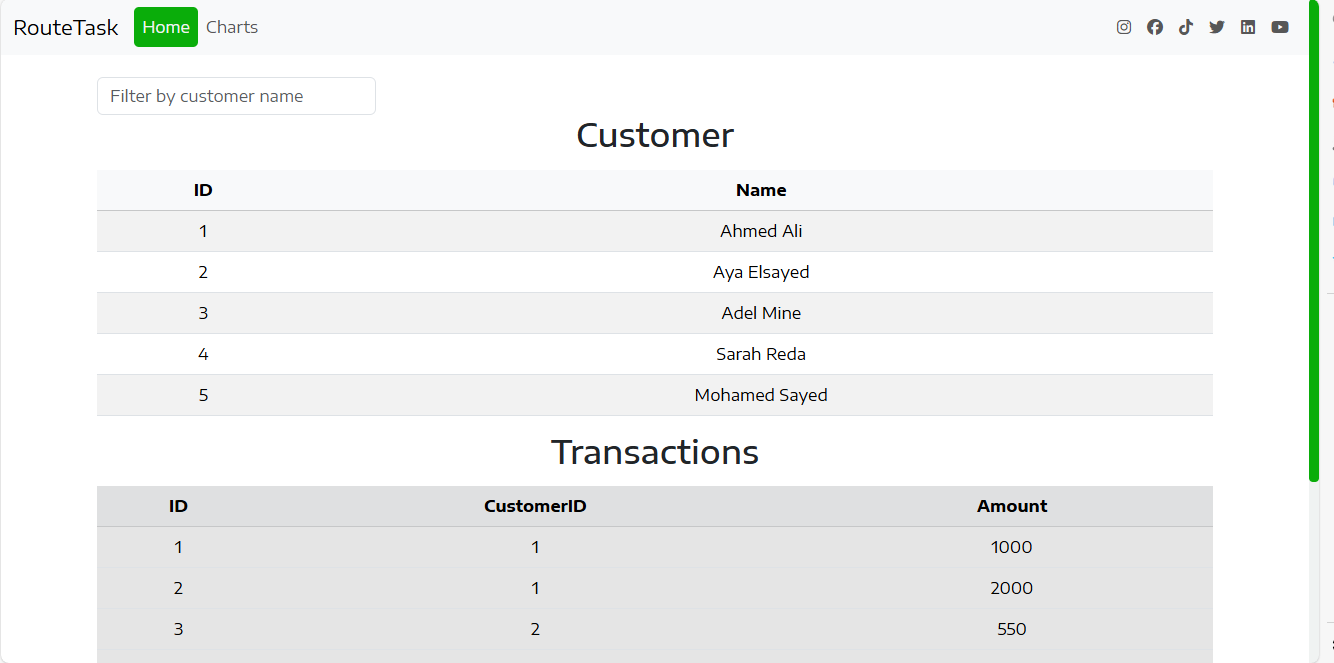 RouteTask Home Charts
Filter by customer name
Customer
ID Name
1 Ahmed Ali
2 Aya Elsayed
3 Adel Mine
4 Sarah Reda
5 Mohamed Sayed
Transactions
ID CustomerID Amount
1 1 1000
2 1 2000
3 2 550